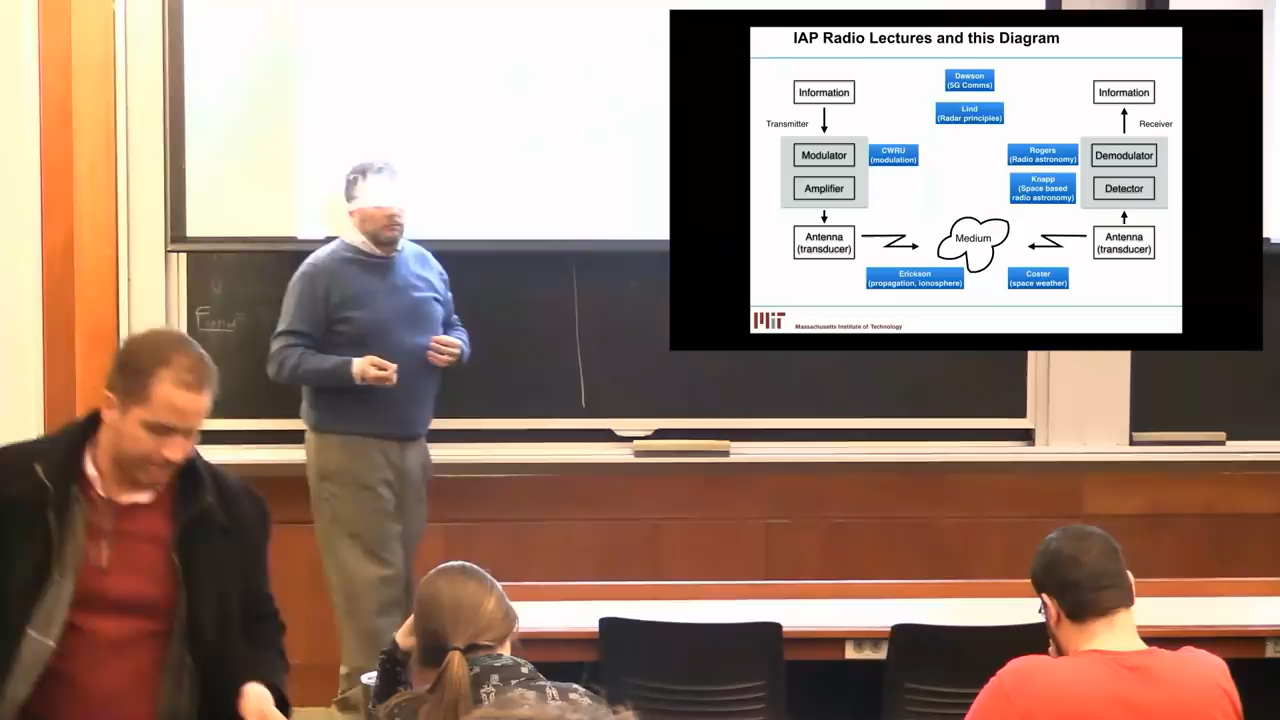 IAP Radio Lectures and this Diagram
Dawson
(5G Comms)
Information
Information
Lind
(Radar principles)
Transmitter
Receiver
Modulator
CWRU
(modulation)
Rogers
(Radio astronomy)
Demodulator
Amplifier
Knapp
(Space based
radio astronomy)
Detector
Antenna
(transducer)
Medium
Antenna
(transducer)
Erickson
(propagation, ionosphere)
Coster
(space weather)
MIT
Massachusetts Institute of Technology